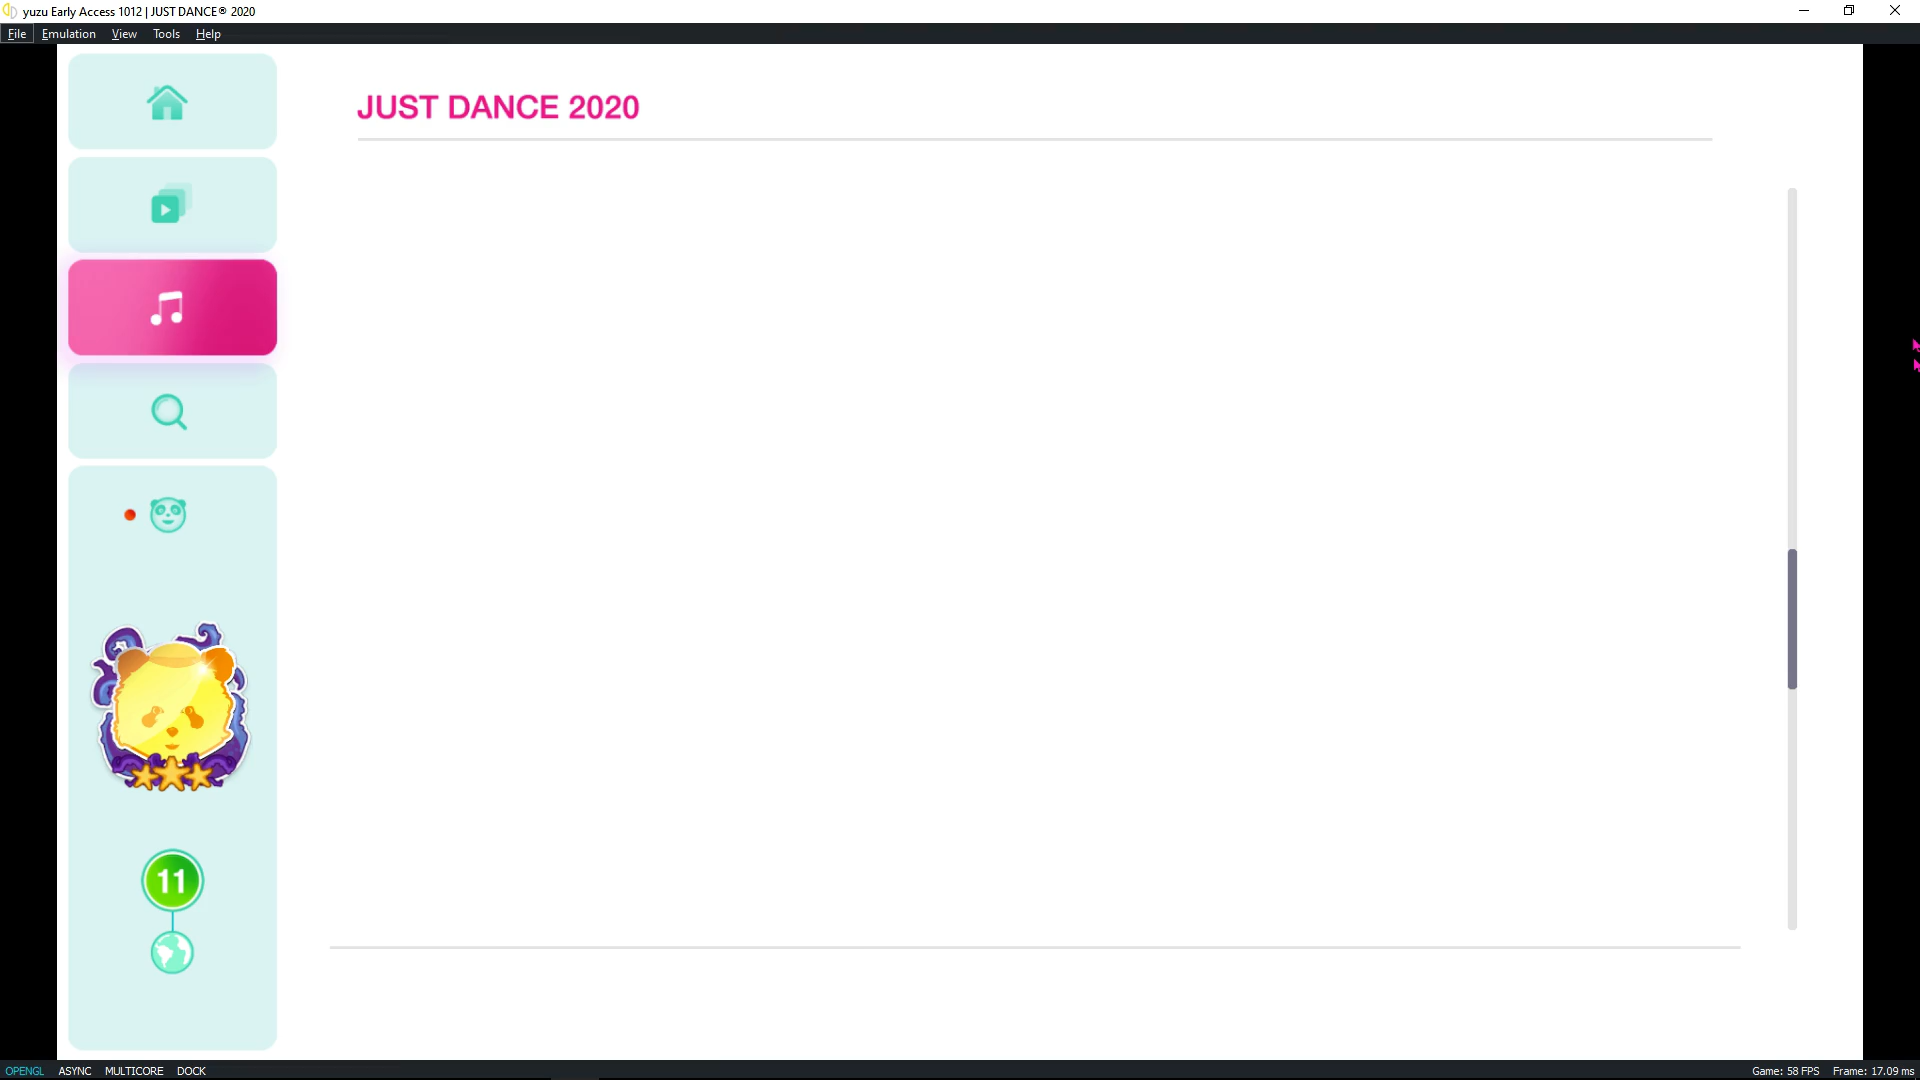 yuzu Early Access 1012 | JUST DANCE® 2020
File Emulation View Tools Help
JUST DANCE 2020
11
OPENGL ASYNC MULTICORE DOCK Game: 58 FPS Frame: 17.09 ms